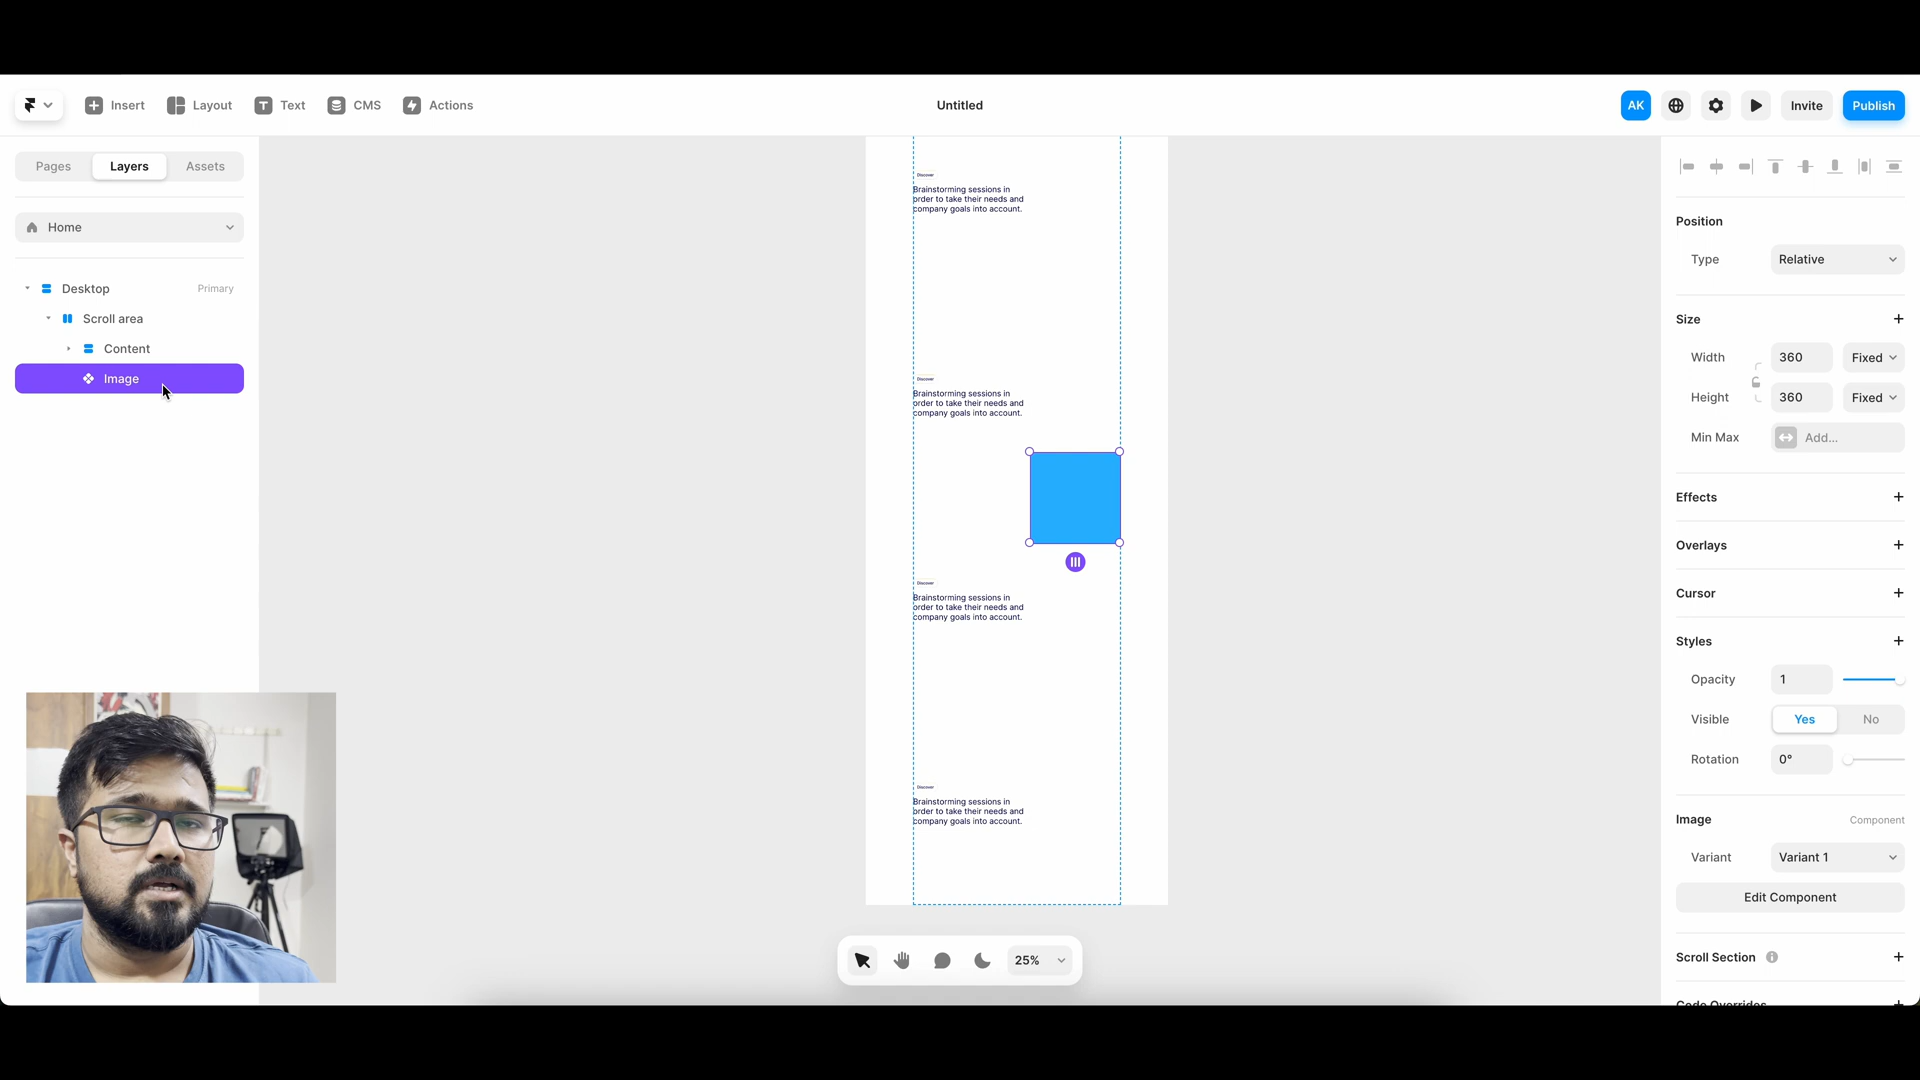 Insert
Layout
Text
CMS
Actions
Untitled
AK
Invite
Publish
Pages
Layers
Assets
Home
Desktop
Primary
Scroll area
Content
Image
Discover
Brainstorming sessions in
order to take their needs and
company goals into account.
Discover
Brainstorming sessions in
order to take their needs and
company goals into account.
Discover
Brainstorming sessions in
order to take their needs and
company goals into account.
Discover
Brainstorming sessions in
order to take their needs and
company goals into account.
25%
Position
Type
Relative
Size
Width
360
Fixed
Height
360
Fixed
Min Max
Add...
Effects
Overlays
Cursor
Styles
Opacity
1
Visible
Yes
No
Rotation
0°
Image
Component
Variant
Variant 1
Edit Component
Scroll Section
Code Overrides